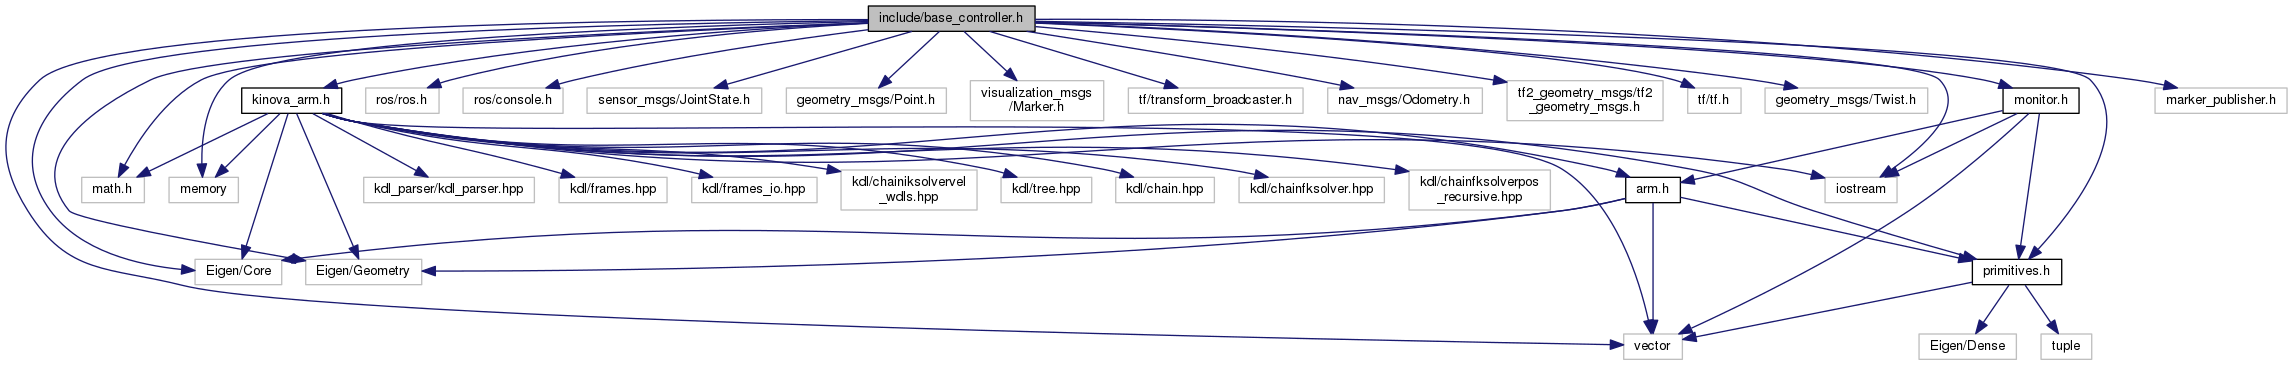 include/base_controller.h
kinova_arm.h
ros/ros.h
ros/console.h
sensor_msgs/JointState.h
geometry_msgs/Point.h
visualization_msgs
/Marker.h
tf/transform_broadcaster.h
nav_msgs/Odometry.h
tf2_geometry_msgs/tf2
_geometry_msgs.h
tf/tf.h
geometry_msgs/Twist.h
monitor.h
marker_publisher.h
math.h
memory
kdl_parser/kdl_parser.hpp
kdl/frames.hpp
kdl/frames_io.hpp
kdl/chainiksolvervel
_wdls.hpp
kdl/tree.hpp
kdl/chain.hpp
kdl/chainfksolver.hpp
kdl/chainfksolverpos
_recursive.hpp
arm.h
iostream
Eigen/Core
Eigen/Geometry
primitives.h
vector
Eigen/Dense
tuple